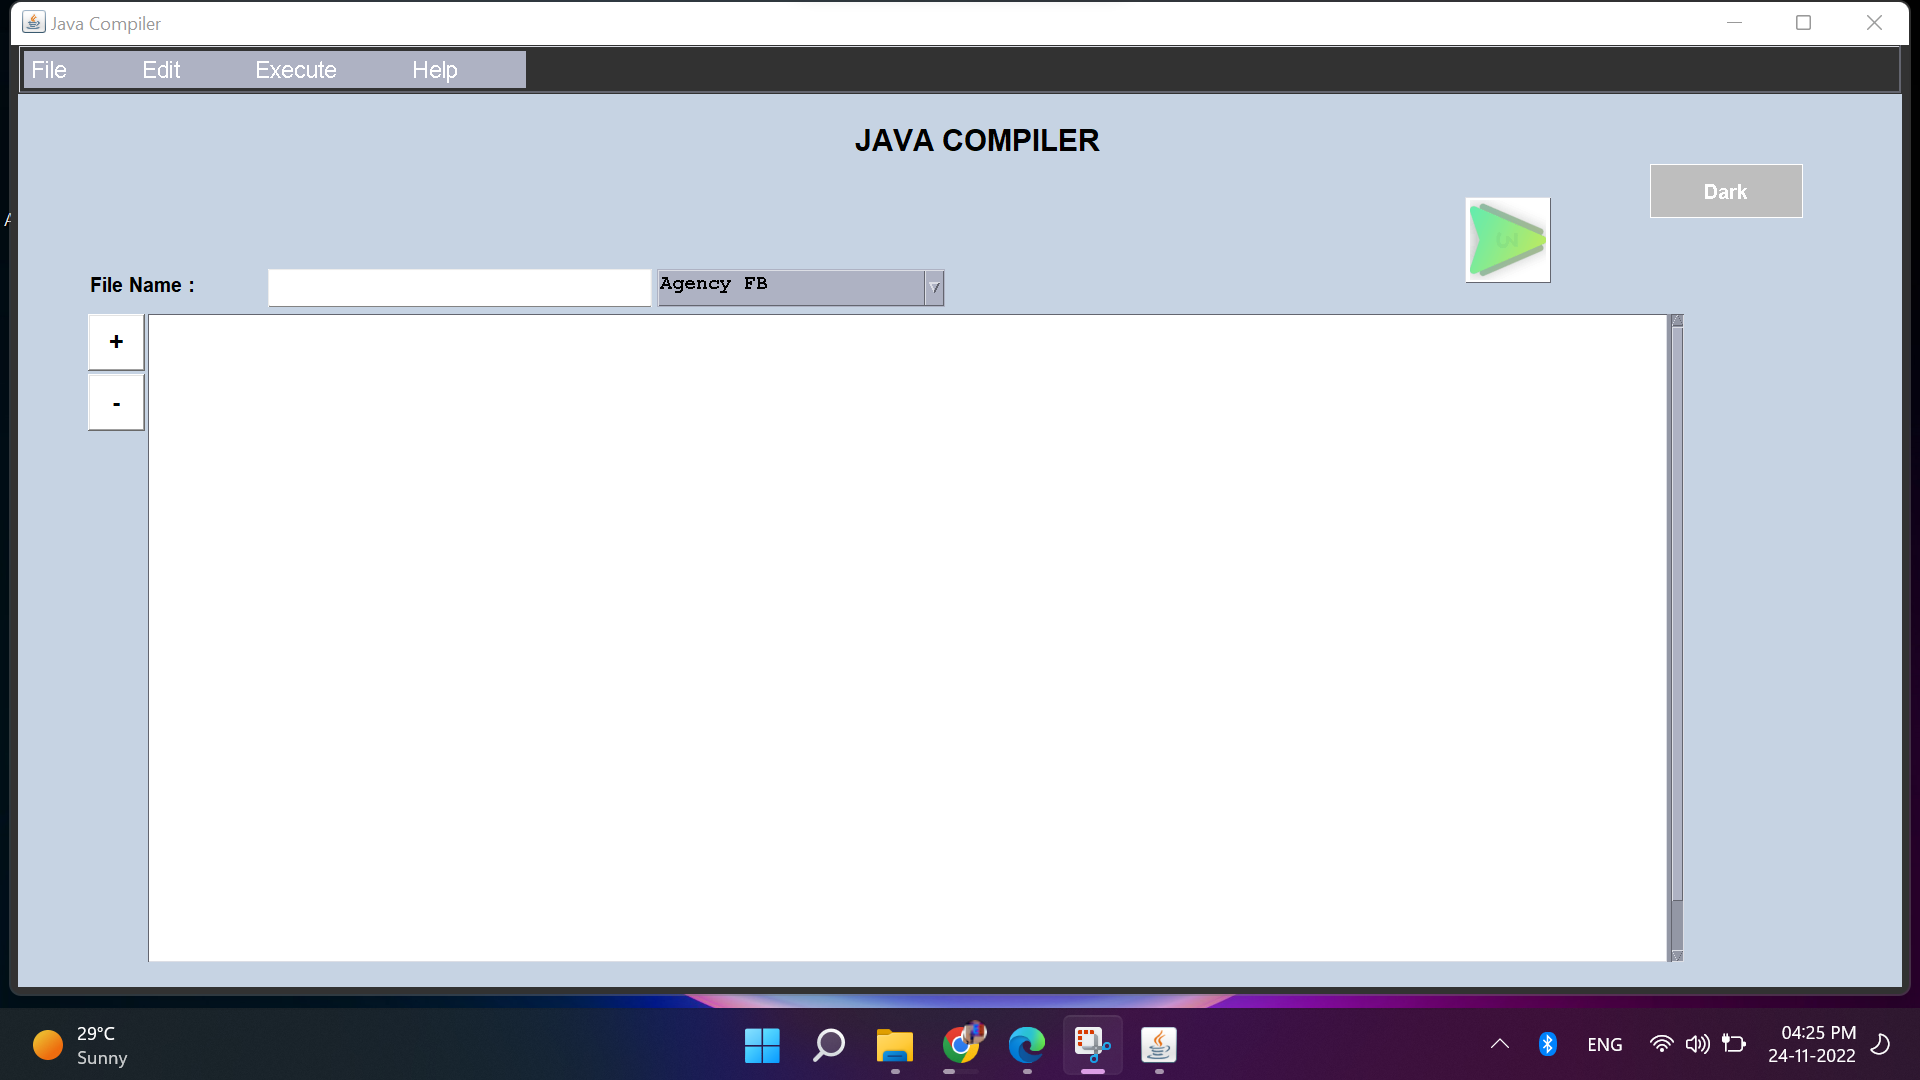 Java Compiler
File Edit Execute Help
JAVA COMPILER
Dark
File Name :
Agency FB
+
-
A
29°C
Sunny
ENG
04:25 PM
24-11-2022